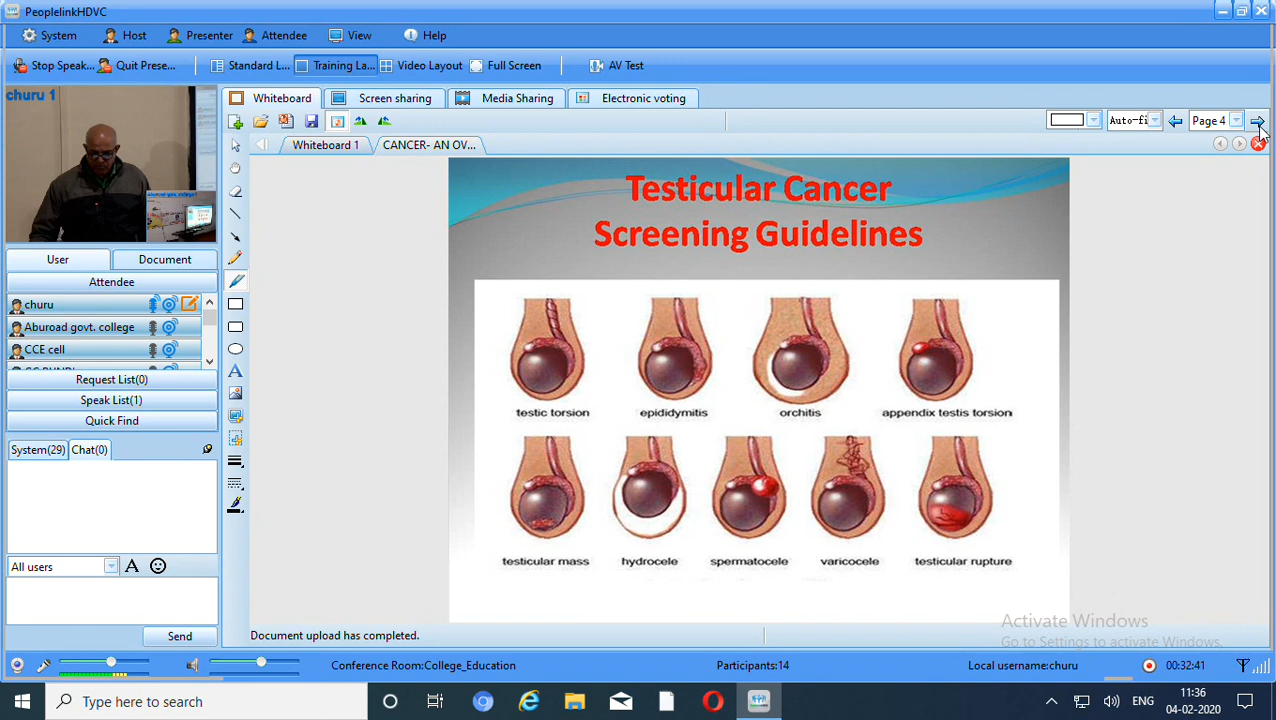 PeoplelinkHDVC
System Host Presenter Attendee View Help
Stop Speak... Quit Prese... Standard L... Training La... Video Layout Full Screen AV Test
churu 1
Whiteboard Screen sharing Media Sharing Electronic voting
Auto-fi Page 4
Whiteboard 1 CANCER- AN OV...
Testicular Cancer
Screening Guidelines
testic torsion epididymitis orchitis appendix testis torsion
testicular mass hydrocele spermatocele varicocele testicular rupture
Aburoad govt. college
User Document
Attendee
churu
Aburoad govt. college
CCE cell
Request List(0)
Speak List(1)
Quick Find
System(29) Chat(0)
All users A
Send
Document upload has completed.
Activate Windows
Go to Settings to activate Windows.
Conference Room:College_Education Participants:14 Local username:churu 00:32:41
Type here to search
ENG
11:36
04-02-2020